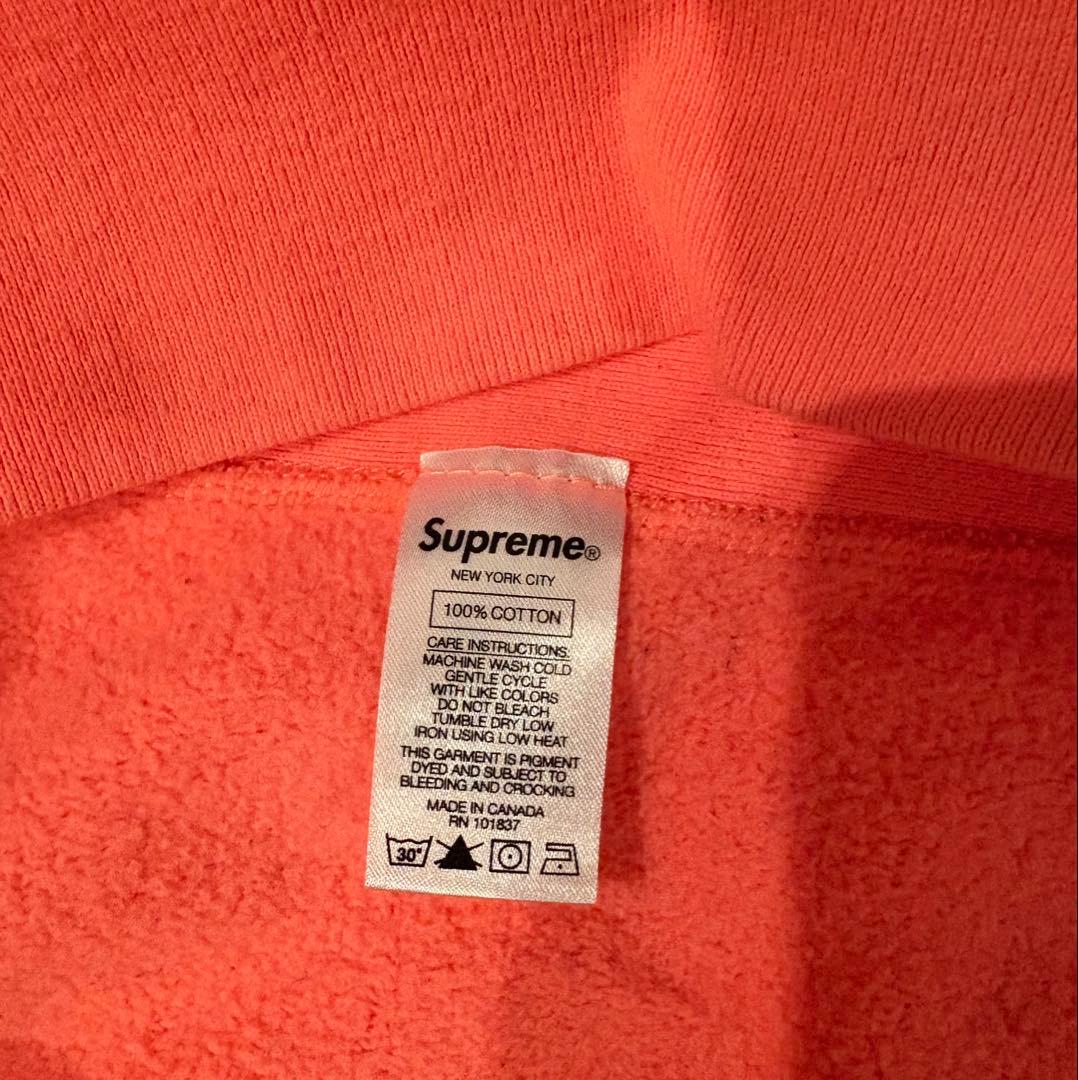 Supreme®
NEW YORK CITY
100% COTTON
CARE INSTRUCTIONS.
MACHINE WASH COLD
GENTLE CYCLE
WITH LIKE COLORS
DO NOT BLEACH
TUMBLE DRY LOW
IRON USING LOW HEAT
THIS GARMENT IS PIGMENT
DYED AND SUBJECT TO
BLEEDING AND CROCKING
MADE IN CANADA
RN 101837
30°